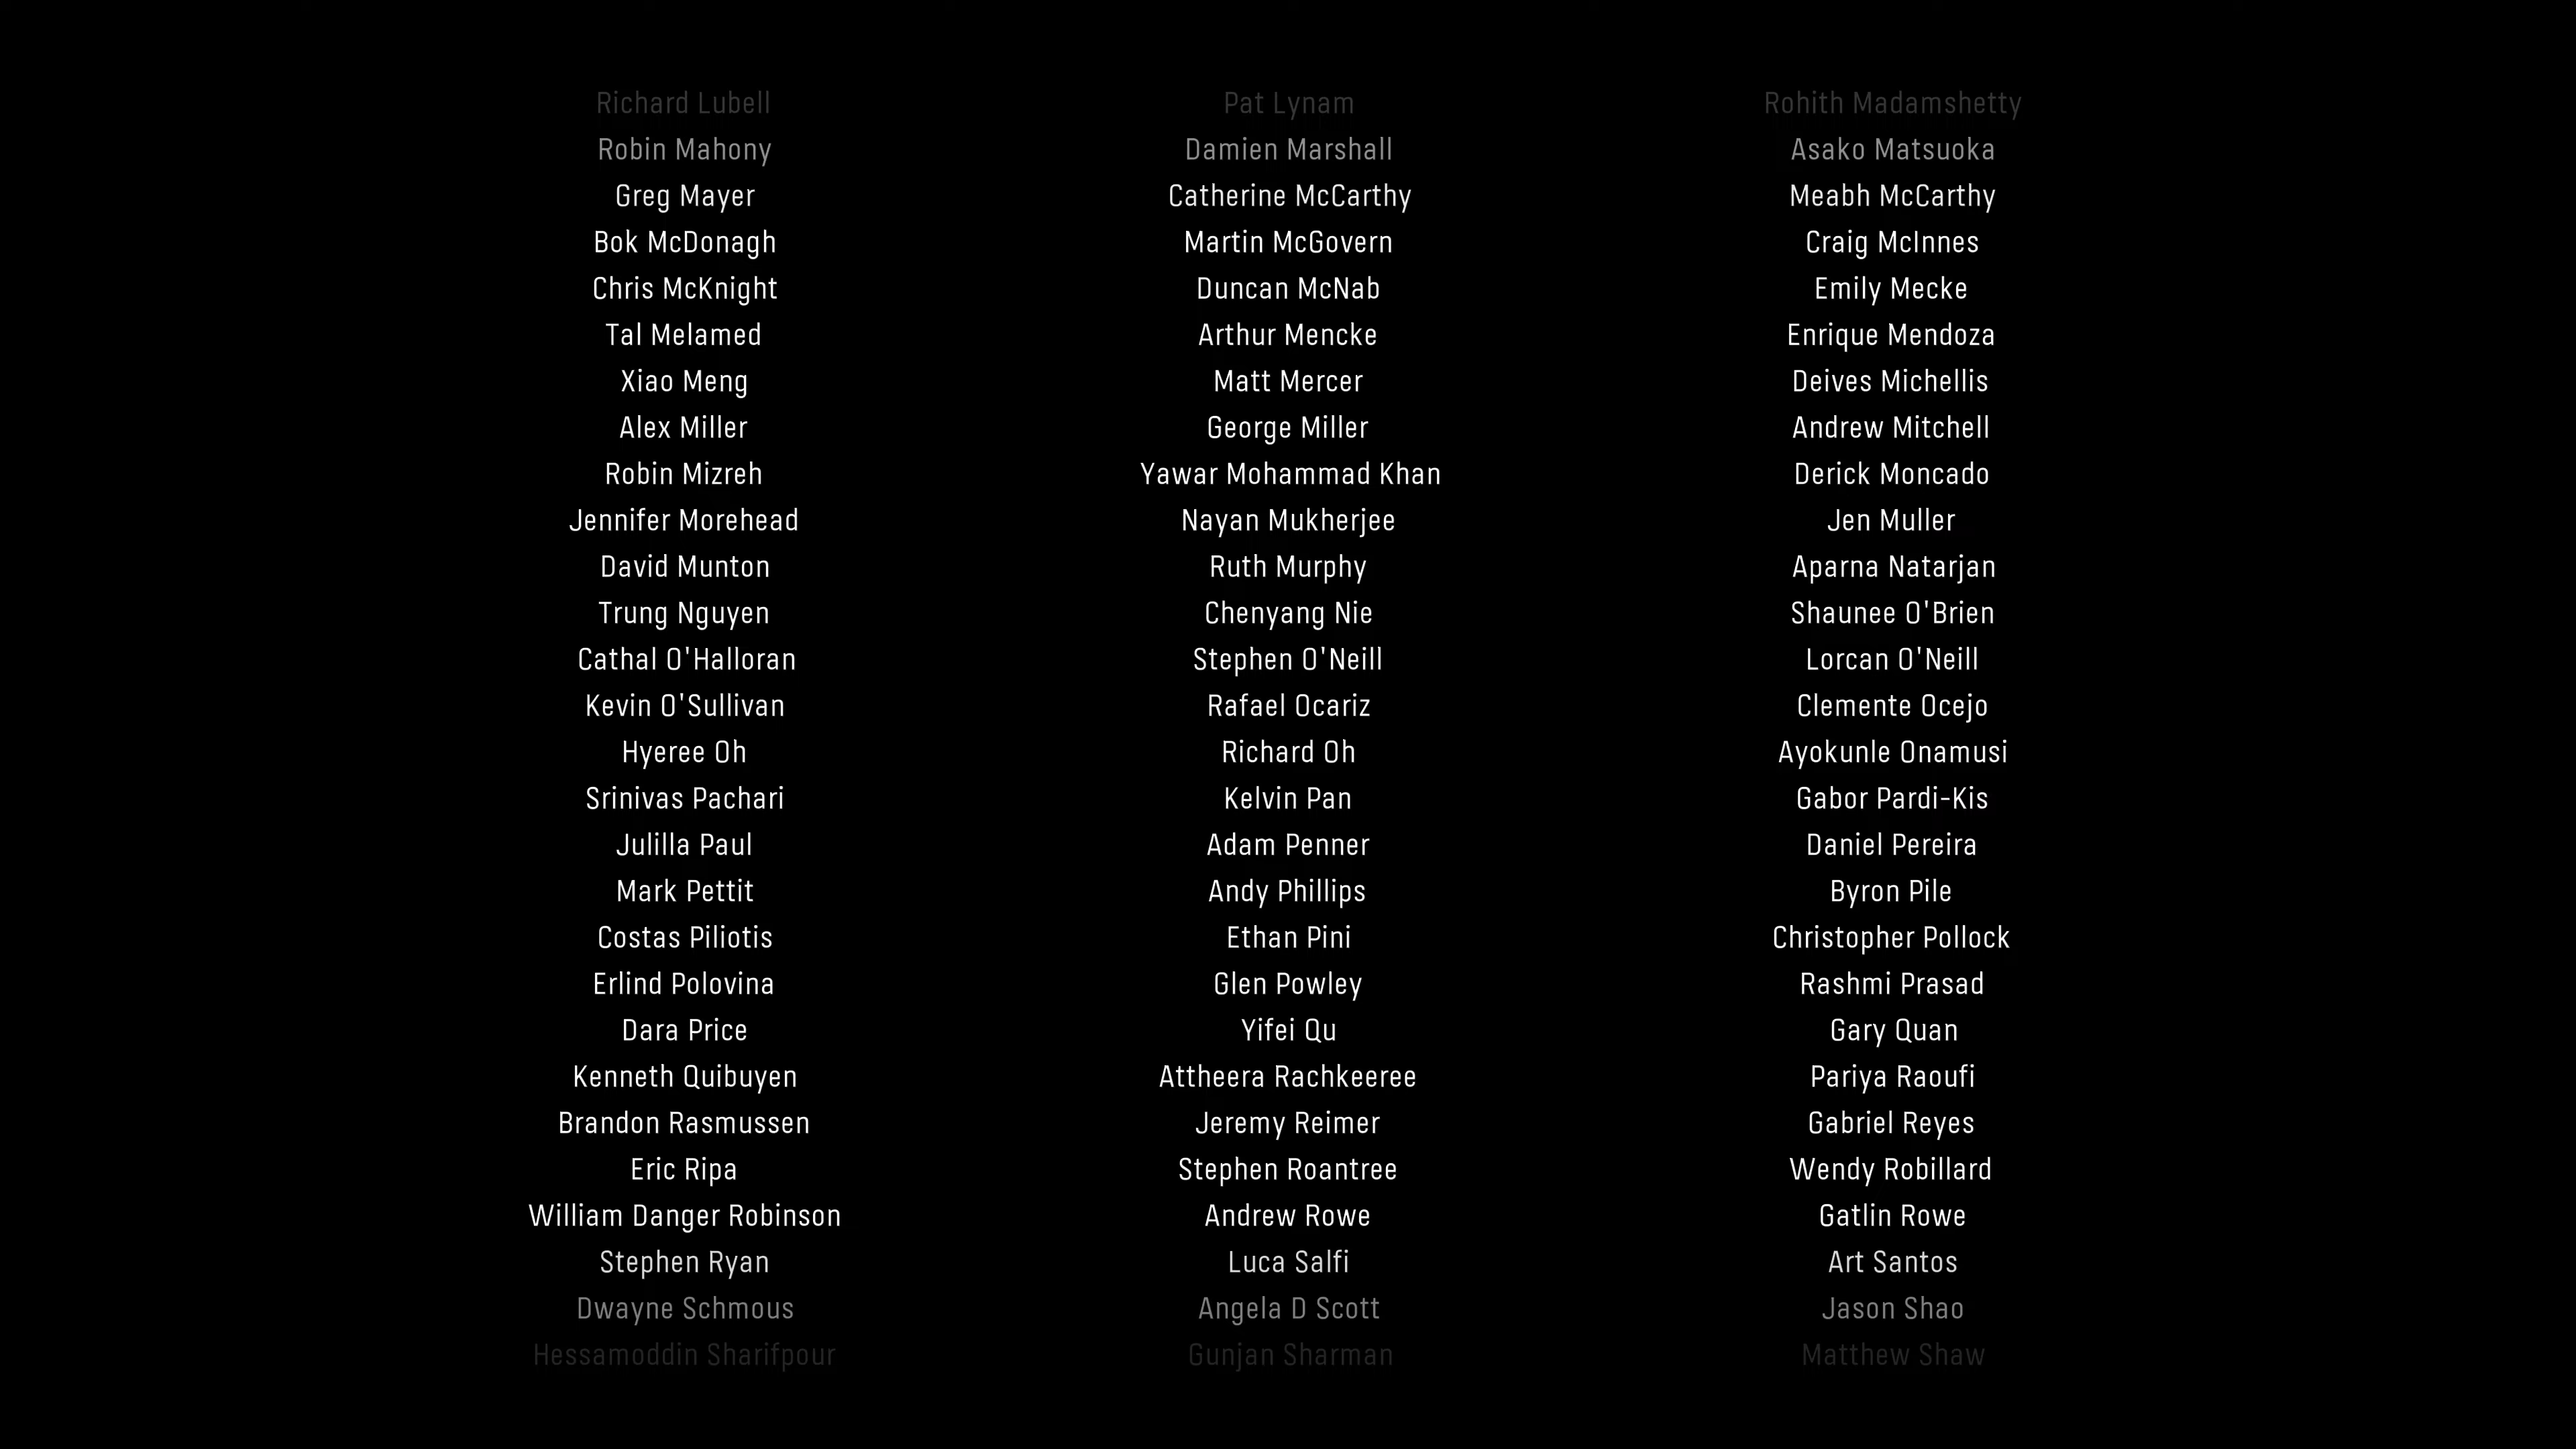 Richard Lubell Pat Lynam Rohith Madamshetty
Robin Mahony Damien Marshall Asako Matsuoka
Greg Mayer Catherine McCarthy Meabh McCarthy
Bok McDonagh Martin McGovern Craig McInnes
Chris McKnight Duncan McNab Emily Mecke
Tal Melamed Arthur Mencke Enrique Mendoza
Xiao Meng Matt Mercer Deives Michellis
Alex Miller George Miller Andrew Mitchell
Robin Mizreh Yawar Mohammad Khan Derick Moncado
Jennifer Morehead Nayan Mukherjee Jen Muller
David Munton Ruth Murphy Aparna Natarjan
Trung Nguyen Chenyang Nie Shaunee O'Brien
Cathal O'Halloran Stephen O'Neill Lorcan O'Neill
Kevin O'Sullivan Rafael Ocariz Clemente Ocejo
Hyeree Oh Richard Oh Ayokunle Onamusi
Srinivas Pachari Kelvin Pan Gabor Pardi-Kis
Julilla Paul Adam Penner Daniel Pereira
Mark Pettit Andy Phillips Byron Pile
Costas Piliotis Ethan Pini Christopher Pollock
Erlind Polovina Glen Powley Rashmi Prasad
Dara Price Yifei Qu Gary Quan
Kenneth Quibuyen Attheera Rachkeeree Pariya Raoufi
Brandon Rasmussen Jeremy Reimer Gabriel Reyes
Eric Ripa Stephen Roantree Wendy Robillard
William Danger Robinson Andrew Rowe Gatlin Rowe
Stephen Ryan Luca Salfi Art Santos
Dwayne Schmous Angela D Scott Jason Shao
Hessamoddin Sharifpour Gunjan Sharman Matthew Shaw